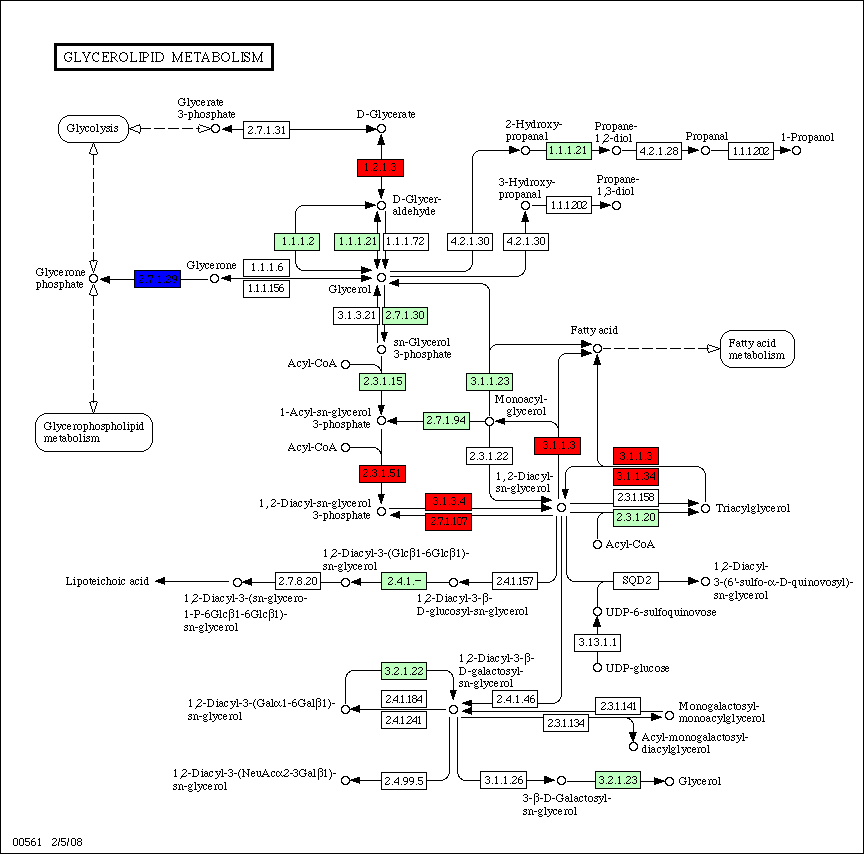 GLYCEROLIPID METABOLISM
Glycolysis
Glycerate
3-phosphate
2.7.1.31
D-Glycerate
1.2.1.3
D-Glycer-
aldehyde
2-Hydroxy-
propanal
1.1.1.21
Propane-
1,2-diol
4.2.1.28
Propanal
1.1.1.202
1-Propanol
3-Hydroxy-
propanal
1.1.1.202
Propane-
1,3-diol
1.1.1.2
1.1.1.21
1.1.1.72
4.2.1.30
4.2.1.30
Glycerone
phosphate
2.7.1.29
Glycerone
1.1.1.6
1.1.1.156
Glycerol
3.1.3.21
2.7.1.30
sn-Glycerol
3-phosphate
Fatty acid
Fatty acid
metabolism
Acyl-CoA
2.3.1.15
3.1.1.23
Monoacyl-
glycerol
1-Acyl-sn-glycerol
3-phosphate
2.7.1.94
Glycerophospholipid
metabolism
Acyl-CoA
2.3.1.51
2.3.1.22
3.1.1.3
3.1.1.3
3.1.1.34
1,2-Diacyl-
sn-glycerol
1,2-Diacyl-sn-glycerol
3-phosphate
3.1.3.4
2.7.1.107
2.3.1.158
2.3.1.20
Triacylglycerol
Acyl-CoA
Lipoteichoic acid
2.7.8.20
1,2-Diacyl-3-(Glcβ1-6Glcβ1)-
sn-glycerol
2.4.1.–
2.4.1.157
SQD2
1,2-Diacyl-
3-(6'-sulfo-α-D-quinovosyl)-
sn-glycerol
1,2-Diacyl-3-(sn-glycero-
1-P-6Glcβ1-6Glcβ1)-
sn-glycerol
1,2-Diacyl-3-β-
D-glucosyl-sn-glycerol
UDP-6-sulfoquinovose
3.13.1.1
UDP-glucose
3.2.1.22
1,2-Diacyl-3-β-
D-galactosyl-
sn-glycerol
1,2-Diacyl-3-(Galα1-6Galβ1)-
sn-glycerol
2.4.1.184
2.4.1.241
2.4.1.46
2.3.1.141
2.3.1.134
Monogalactosyl-
monoacylglycerol
Acyl-monogalactosyl-
diacylglycerol
1,2-Diacyl-3-(NeuAcα2-3Galβ1)-
sn-glycerol
2.4.99.5
3.1.1.26
3-β-D-Galactosyl-
sn-glycerol
3.2.1.23
Glycerol
00561 2/5/08